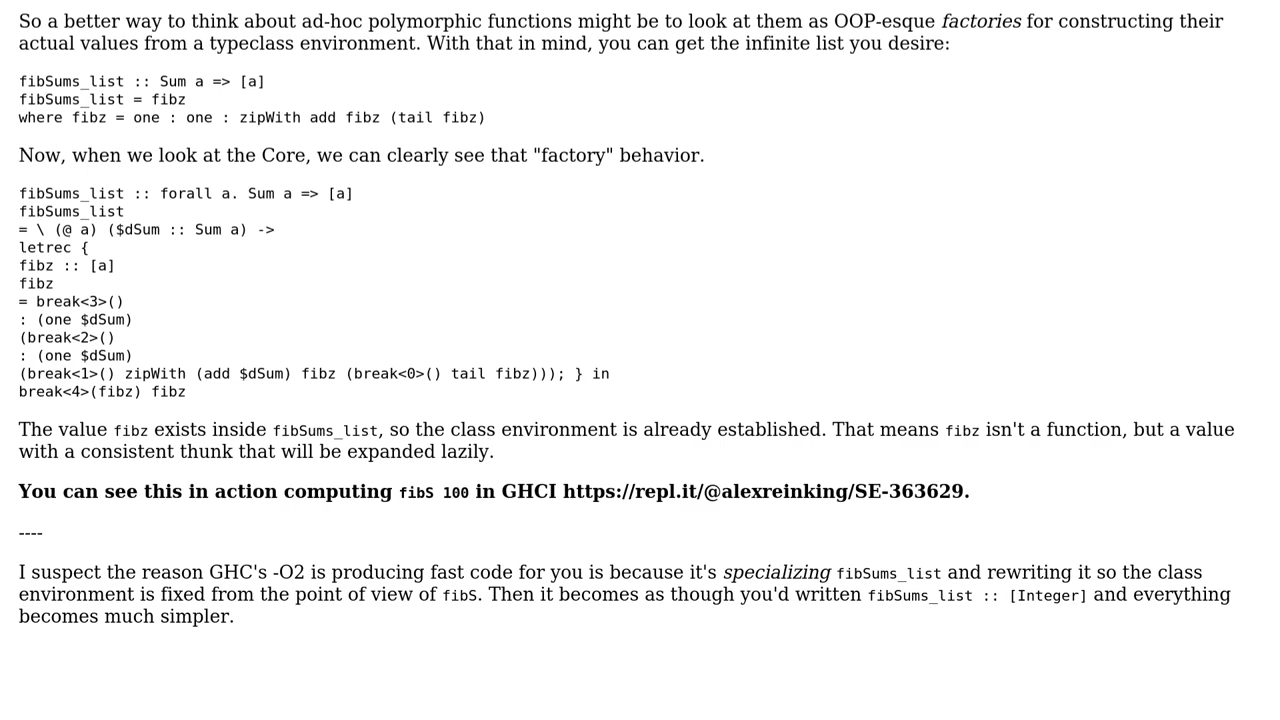 So a better way to think about ad-hoc polymorphic functions might be to look at them as OOP-esque factories for constructing their
actual values from a typeclass environment. With that in mind, you can get the infinite list you desire:
fibSums_list :: Sum a => [a]
fibSums_list = fibz
where fibz = one : one : zipWith add fibz (tail fibz)
Now, when we look at the Core, we can clearly see that "factory" behavior.
fibSums_list :: forall a. Sum a => [a]
fibSums_list
= \ (@ a) ($dSum :: Sum a) ->
letrec {
fibz :: [a]
fibz
= break<3>()
: (one $dSum)
(break<2>()
: (one $dSum)
(break<1>() zipWith (add $dSum) fibz (break<0>() tail fibz))); } in
break<4>(fibz) fibz
The value fibz exists inside fibSums_list, so the class environment is already established. That means fibz isn't a function, but a value
with a consistent thunk that will be expanded lazily.
You can see this in action computing fibS 100 in GHCI https://repl.it/@alexreinking/SE-363629.
----
I suspect the reason GHC's -O2 is producing fast code for you is because it's specializing fibSums_list and rewriting it so the class
environment is fixed from the point of view of fibS. Then it becomes as though you'd written fibSums_list :: [Integer] and everything
becomes much simpler.